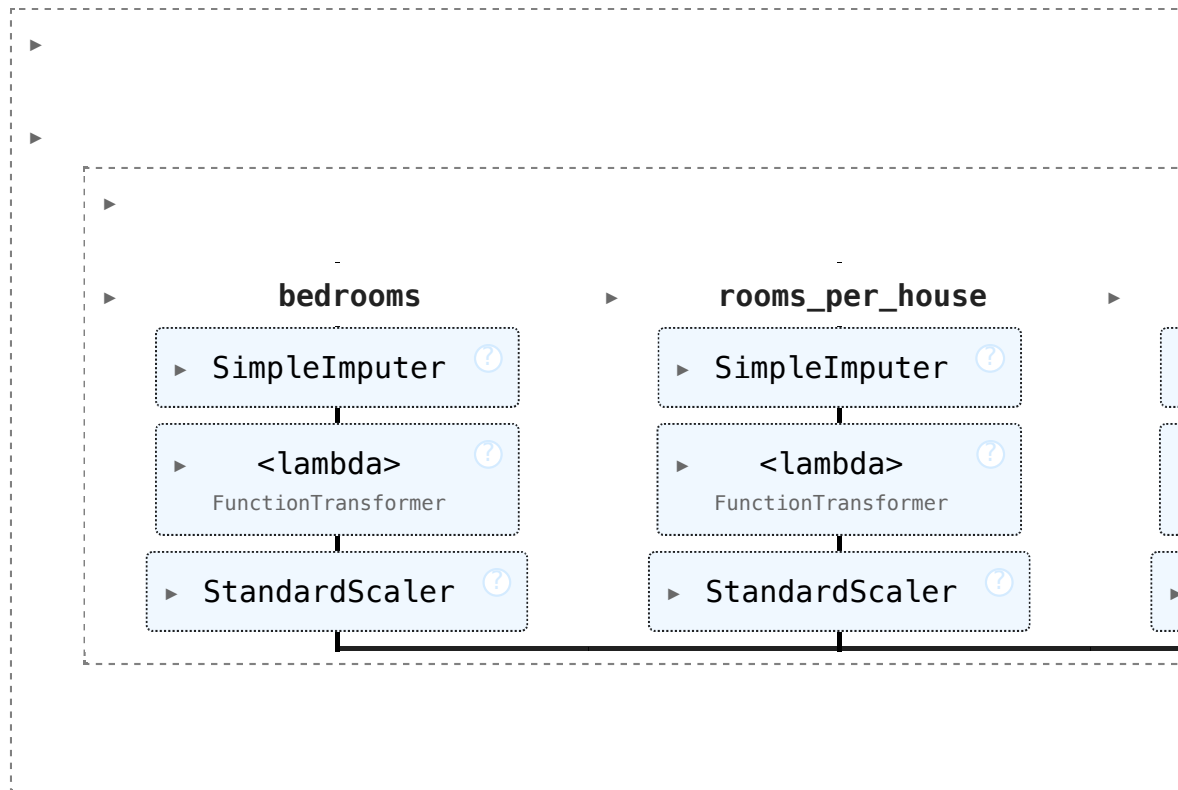 bedrooms rooms_per_house
SimpleImputer ? SimpleImputer ?
<lambda> ? <lambda> ?
FunctionTransformer FunctionTransformer
StandardScaler ? StandardScaler ?